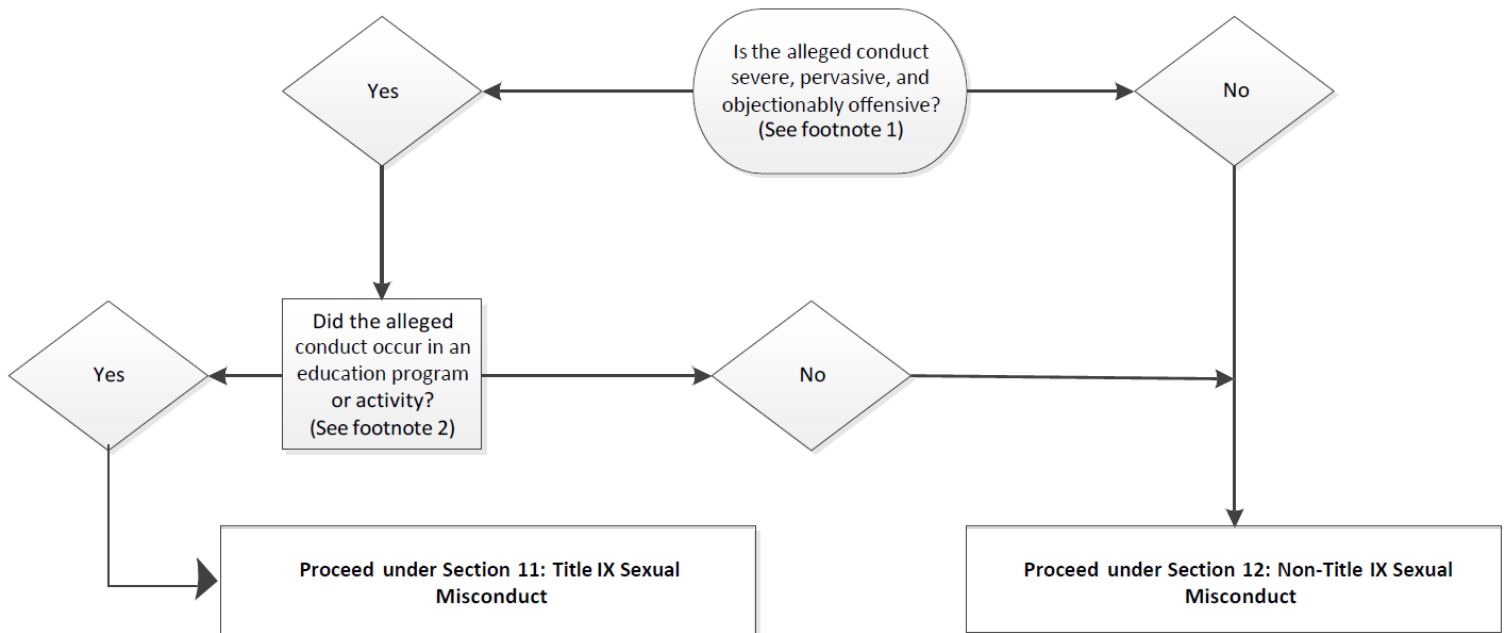 Is the alleged conduct
severe, pervasive, and
objectionably offensive?
(See footnote 1)
Yes
No
Did the alleged
conduct occur in an
education program
or activity?
(See footnote 2)
Yes
No
Proceed under Section 11: Title IX Sexual
Misconduct
Proceed under Section 12: Non-Title IX Sexual
Misconduct